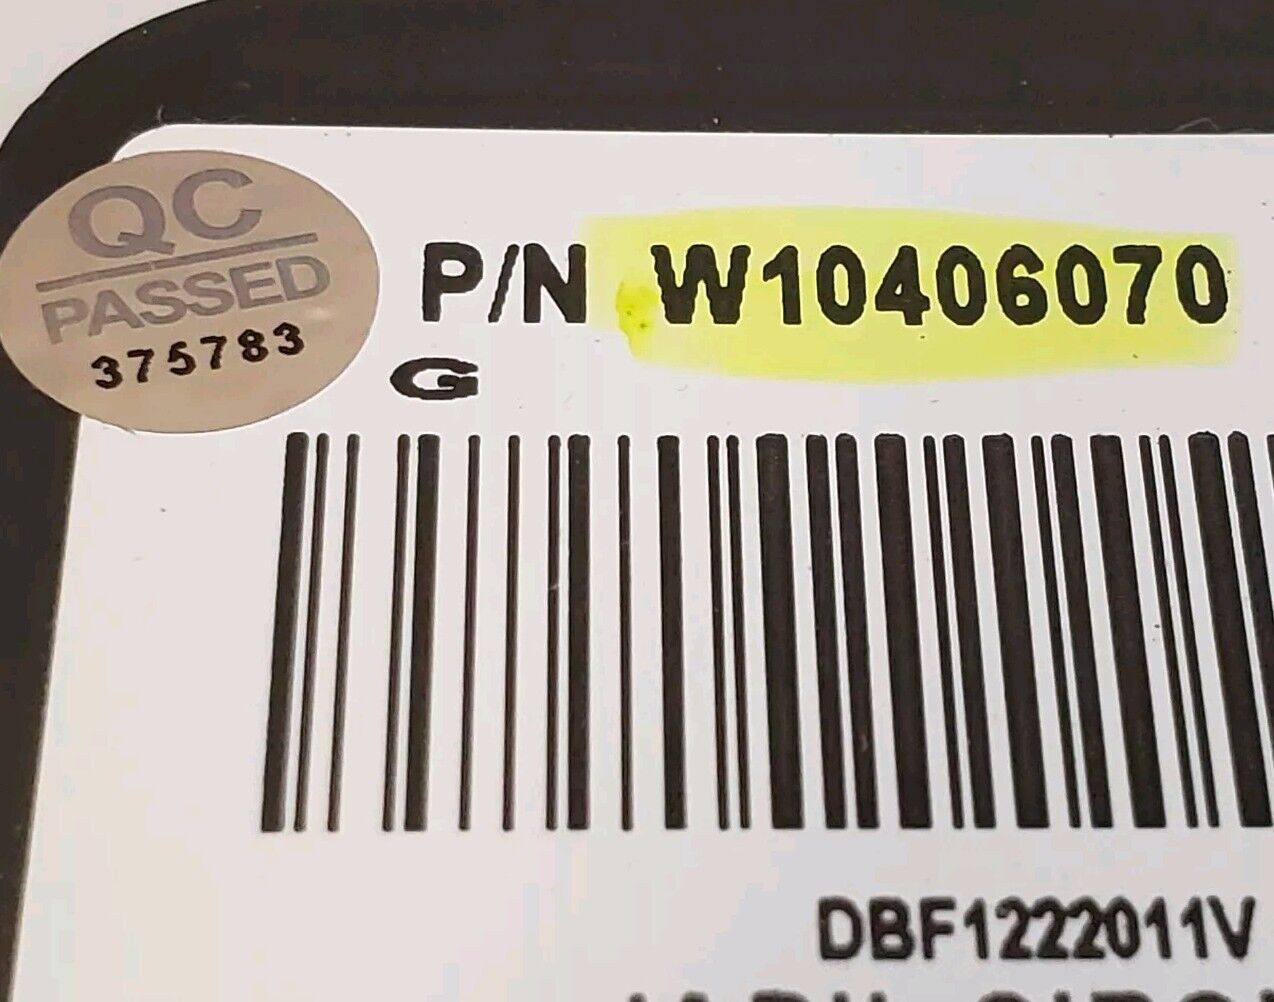 QC
PASSED
375783
P/N W10406070
G
DBF1222011V